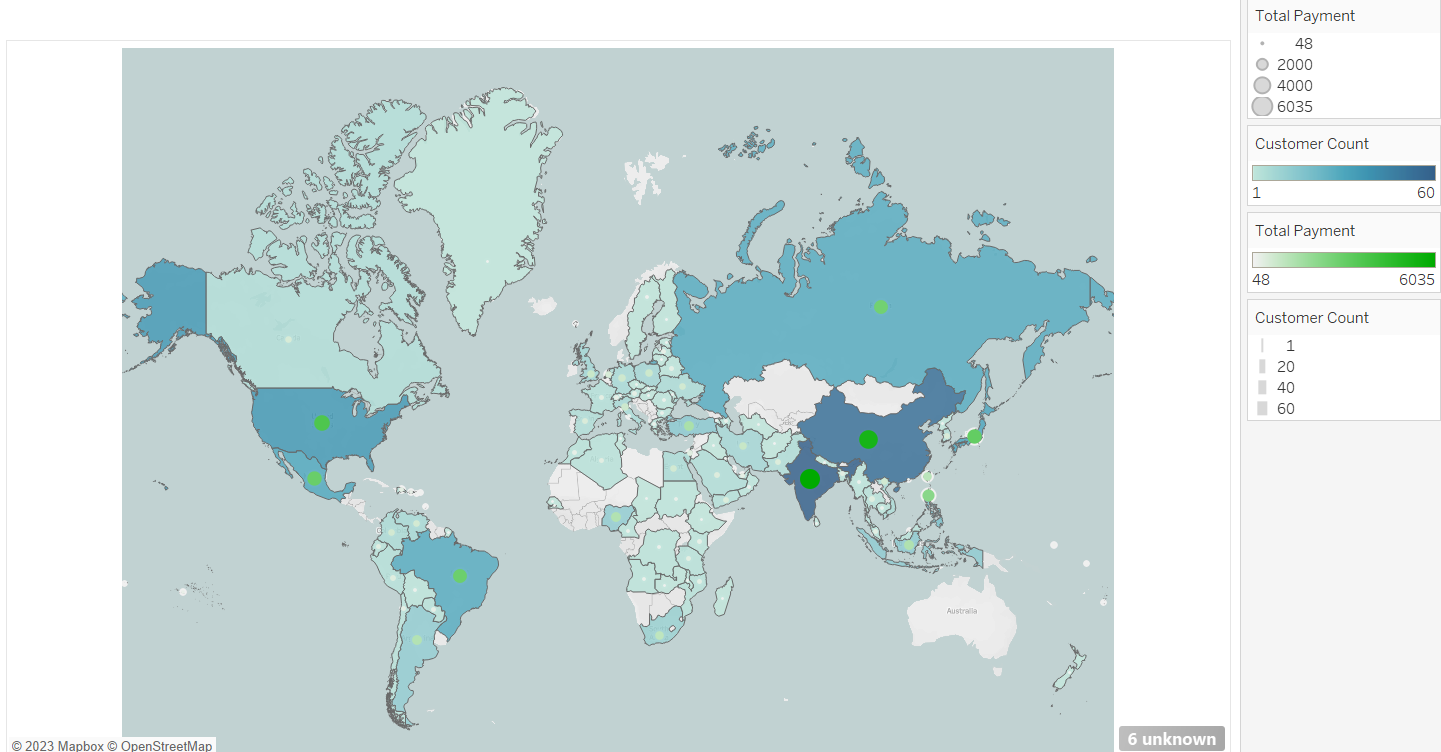 Total Payment
48
2000
4000
6035
Customer Count
1 60
Total Payment
48 6035
Customer Count
1
20
40
60
Australia
6 unknown
© 2023 Mapbox © OpenStreetMap